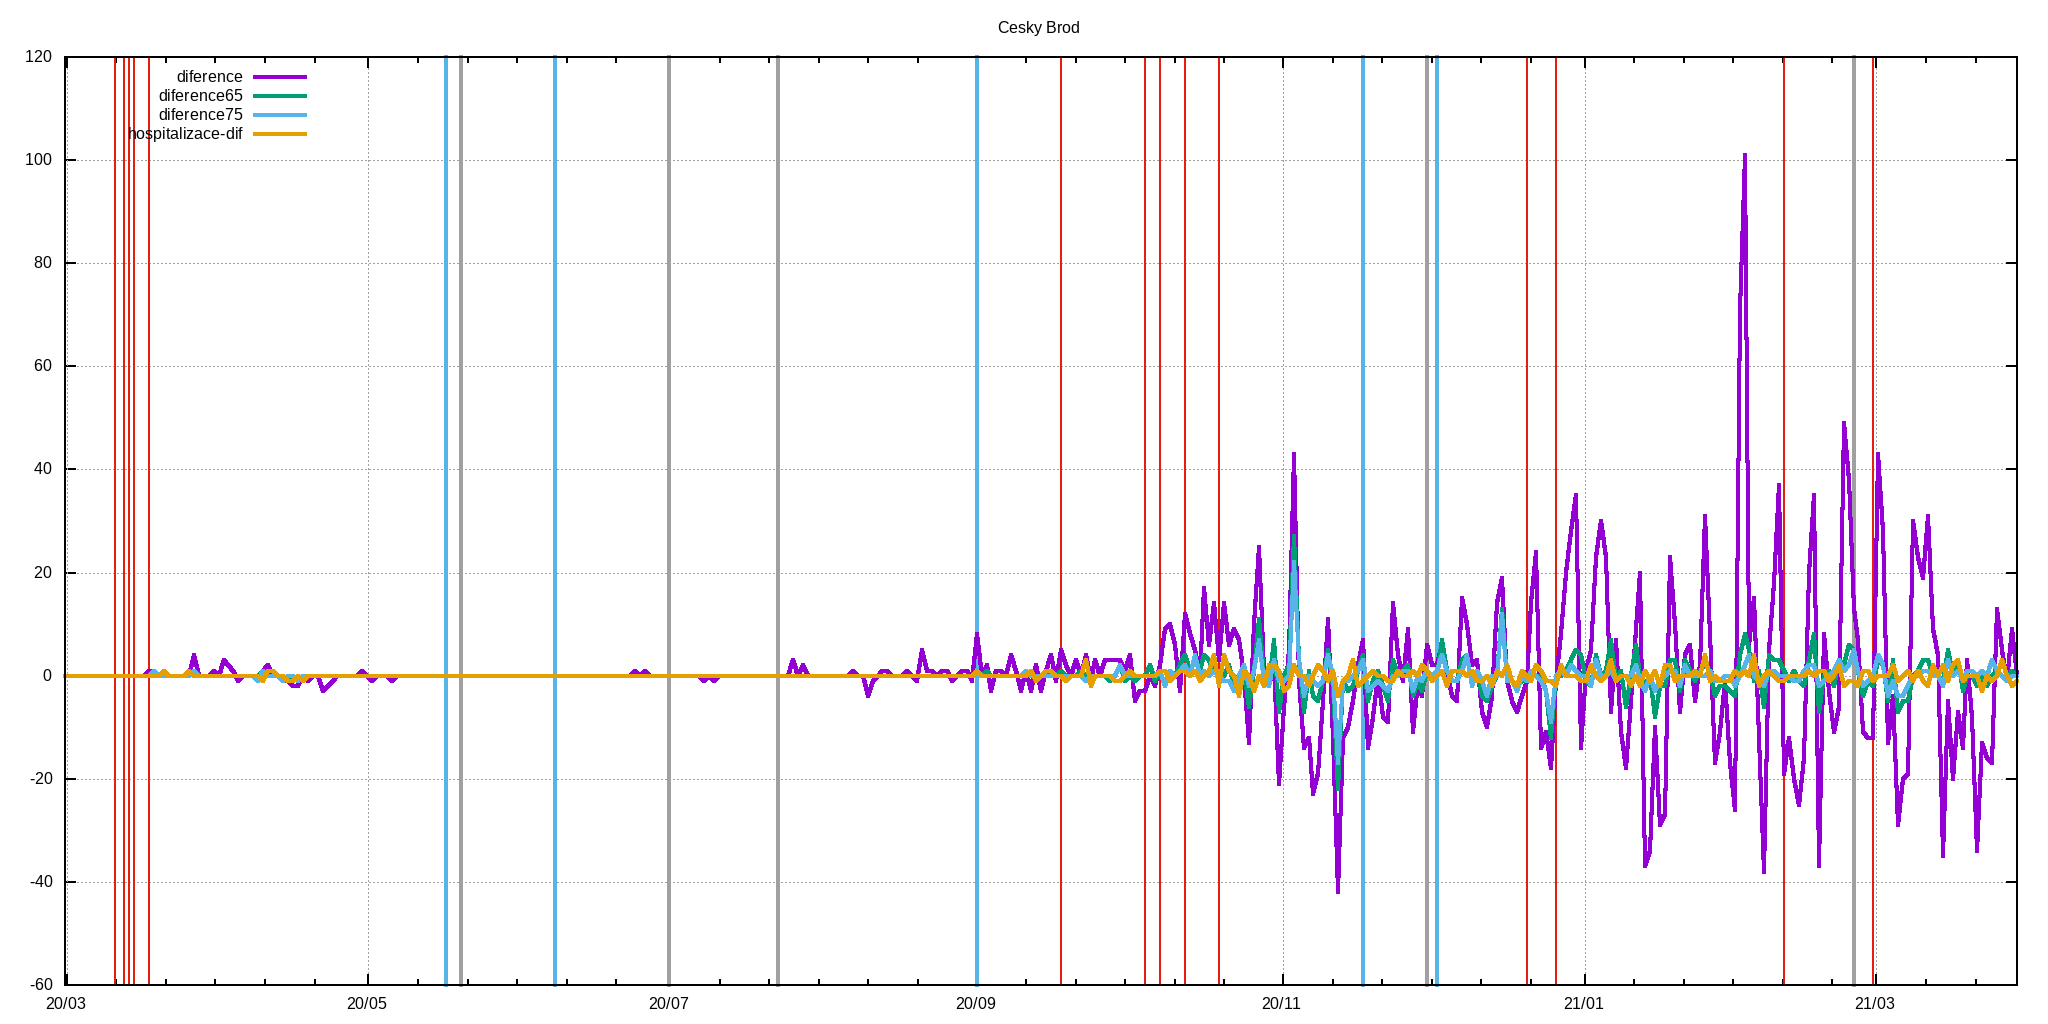 Cesky Brod
120
100
80
60
40
20
0
-20
-40
-60
diference
diference65
diference75
hospitalizace-dif
20/03 20/05 20/07 20/09 20/11 21/01 21/03